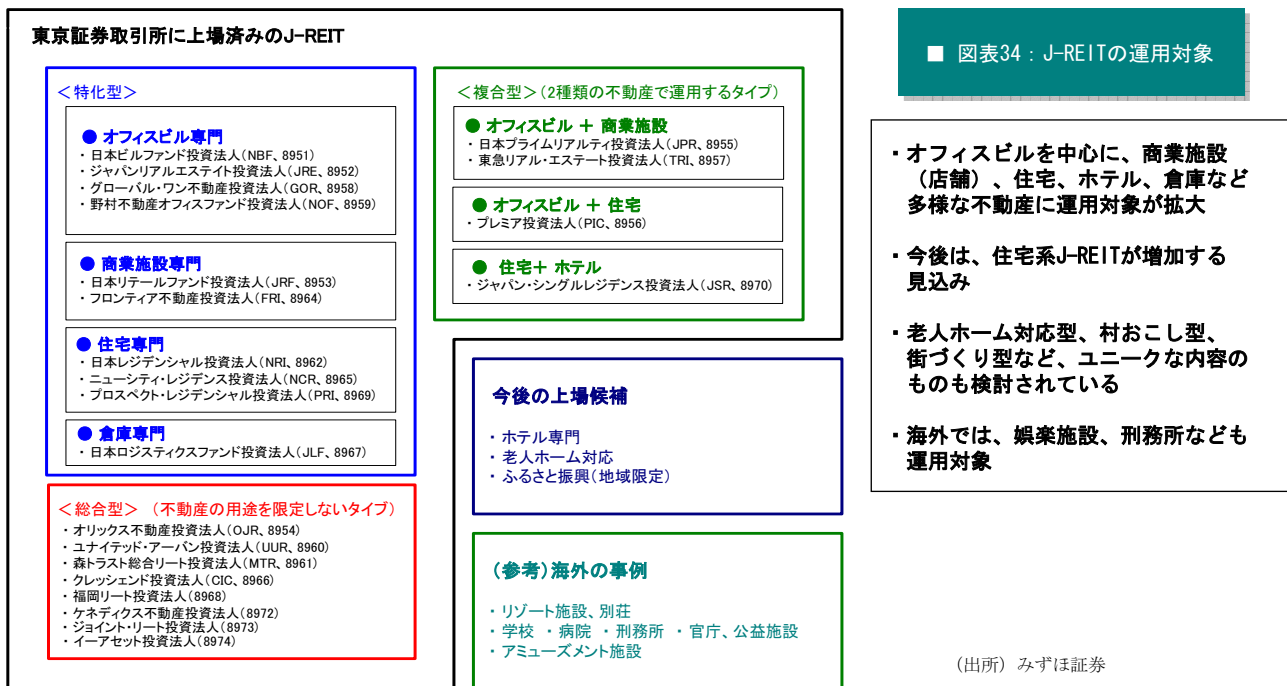 東京証券取引所に上場済みのJ-REIT
＜特化型＞
● オフィスビル専門
・日本ビルファンド投資法人(NBF、8951)
・ジャパンリアルエステイト投資法人(JRE、8952)
・グローバル・ワン不動産投資法人(GOR、8958)
・野村不動産オフィスファンド投資法人(NOF、8959)
● 商業施設専門
・日本リテールファンド投資法人(JRF、8953)
・フロンティア不動産投資法人(FRI、8964)
● 住宅専門
・日本レジデンシャル投資法人(NRI、8962)
・ニューシティ・レジデンス投資法人(NCR、8965)
・プロスペクト・レジデンシャル投資法人(PRI、8969)
● 倉庫専門
・日本ロジスティクスファンド投資法人(JLF、8967)
＜総合型＞ （不動産の用途を限定しないタイプ）
・オリックス不動産投資法人(OJR、8954)
・ユナイテッド・アーバン投資法人(UUR、8960)
・森トラスト総合リート投資法人(MTR、8961)
・クレッシェンド投資法人(CIC、8966)
・福岡リート投資法人(8968)
・ケネディクス不動産投資法人(8972)
・ジョイント・リート投資法人(8973)
・イーアセット投資法人(8974)
＜複合型＞(2種類の不動産で運用するタイプ)
● オフィスビル ＋ 商業施設
・日本プライムリアルティ投資法人(JPR、8955)
・東急リアル・エステート投資法人(TRI、8957)
● オフィスビル ＋ 住宅
・プレミア投資法人(PIC、8956)
● 住宅＋ ホテル
・ジャパン・シングルレジデンス投資法人(JSR、8970)
今後の上場候補
・ホテル専門
・老人ホーム対応
・ふるさと振興(地域限定)
(参考)海外の事例
・リゾート施設、別荘
・学校 ・病院 ・刑務所 ・官庁、公益施設
・アミューズメント施設
■ 図表34：J-REITの運用対象
・オフィスビルを中心に、商業施設
（店舗）、住宅、ホテル、倉庫など
多様な不動産に運用対象が拡大
・今後は、住宅系J-REITが増加する
見込み
・老人ホーム対応型、村おこし型、
街づくり型など、ユニークな内容の
ものも検討されている
・海外では、娯楽施設、刑務所なども
運用対象
（出所）みずほ証券